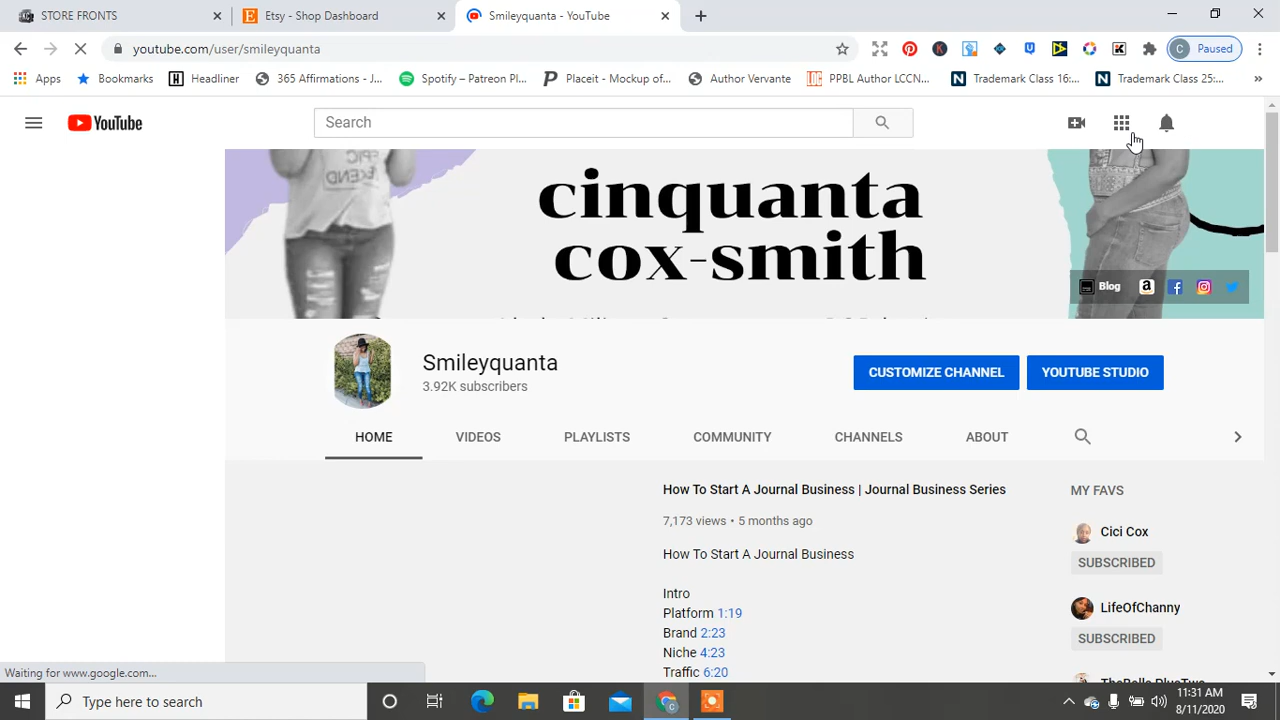 STORE FRONTS
Etsy - Shop Dashboard
Smileyquanta - YouTube
youtube.com/user/smileyquanta
C Paused
Apps
Bookmarks
Headliner
365 Affirmations - J...
Spotify – Patreon Pl...
Placeit - Mockup of...
Author Vervante
PPBL Author LCCN...
Trademark Class 16:...
Trademark Class 25:...
YouTube
Search
EPIC
cinquanta
cox-smith
Blog
Smileyquanta
3.92K subscribers
CUSTOMIZE CHANNEL
YOUTUBE STUDIO
HOME
VIDEOS
PLAYLISTS
COMMUNITY
CHANNELS
ABOUT
How To Start A Journal Business | Journal Business Series
7,173 views • 5 months ago
How To Start A Journal Business
Intro
Platform 1:19
Brand 2:23
Niche 4:23
Traffic 6:20
MY FAVS
Cici Cox
SUBSCRIBED
LifeOfChanny
SUBSCRIBED
Waiting for www.google.com...
Type here to search
11:31 AM
8/11/2020